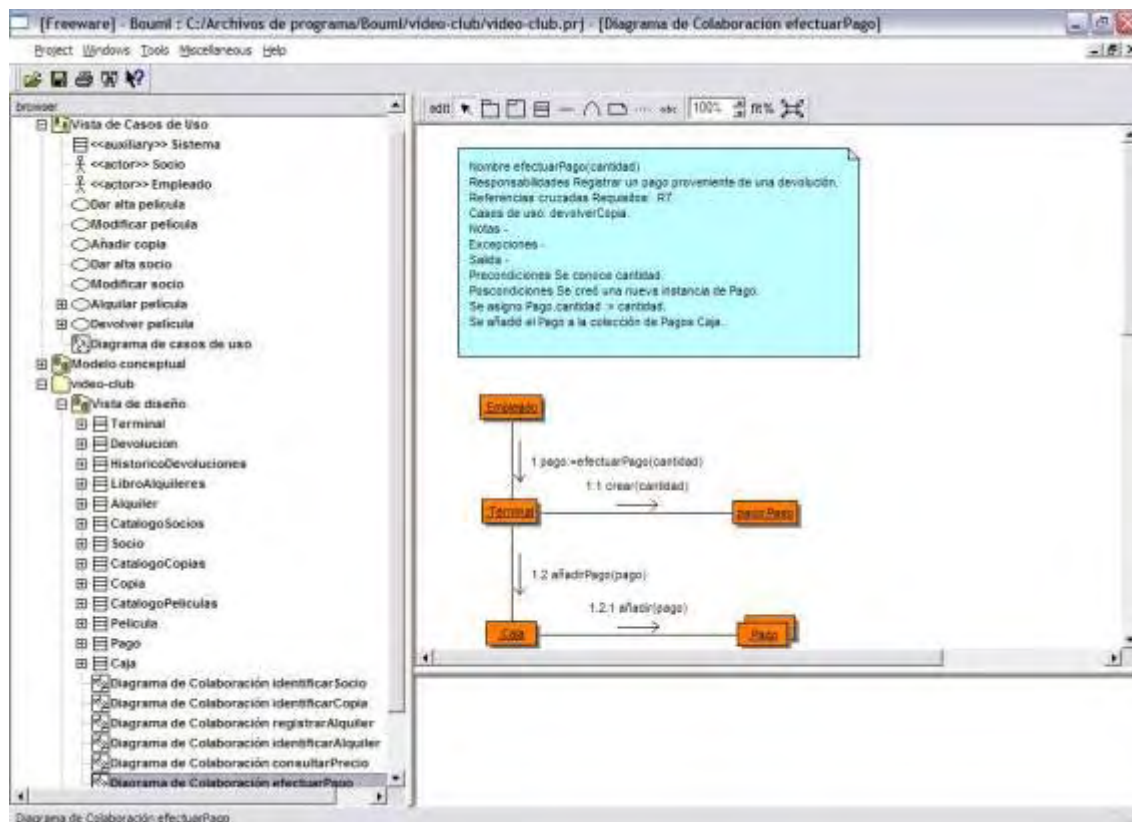 [Freeware] - Bouml : C:/Archivos de programa/Bouml/video-club/video-club.prj - [Diagrama de Colaboración efectuarPago]
Project Windows Tools Miscellaneous Help
browser
Vista de Casos de Uso
<<auxiliary>> Sistema
<<actor>> Socio
<<actor>> Empleado
Dar alta pelicula
Modificar pelicula
Añadir copia
Dar alta socio
Modificar socio
Alquilar pelicula
Devolver pelicula
Diagrama de casos de uso
Modelo conceptual
video-club
Vista de diseño
Terminal
Devolucion
HistoricoDevoluciones
LibroAlquileres
Alquiler
CatalogoSocios
Socio
CatalogoCopias
Copia
CatalogoPeliculas
Pelicula
Pago
Caja
Diagrama de Colaboración identificarSocio
Diagrama de Colaboración identificarCopia
Diagrama de Colaboración registrarAlquiler
Diagrama de Colaboración identificarAlquiler
Diagrama de Colaboración consultarPrecio
Diagrama de Colaboración efectuarPago
edit 100% fit% abc
Nombre efectuarPago(cantidad)
Responsabilidades Registrar un pago proveniente de una devolución.
Referencias cruzadas Requisitos: R7
Casos de uso: devolverCopia.
Notas -
Excepciones -
Salida -
Precondiciones Se conoce cantidad.
Poscondiciones Se creó una nueva instancia de Pago.
Se asigno Pago.cantidad := cantidad.
Se añadió el Pago a la colección de Pagos Caja.
:Empleado
1 pago:=efectuarPago(cantidad)
1.1 crear(cantidad)
:Terminal
pago:Pago
1.2 añadirPago(pago)
1.2.1 añadir(pago)
:Caja
:Pago
Diagrama de Colaboración efectuarPago